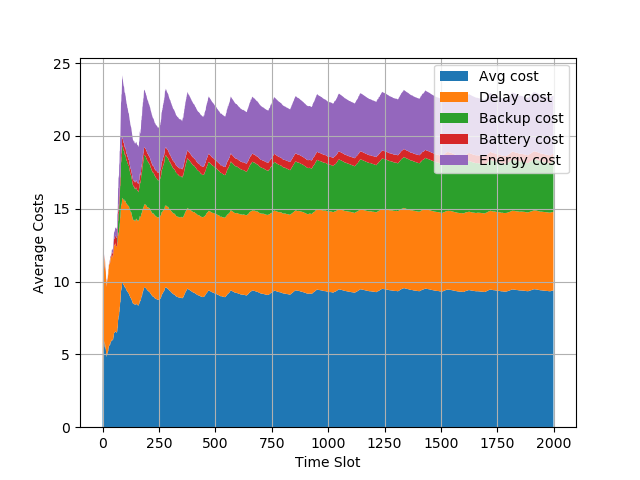 25
20
15
10
5
0
Average Costs
Avg cost
Delay cost
Backup cost
Battery cost
Energy cost
0 250 500 750 1000 1250 1500 1750 2000
Time Slot